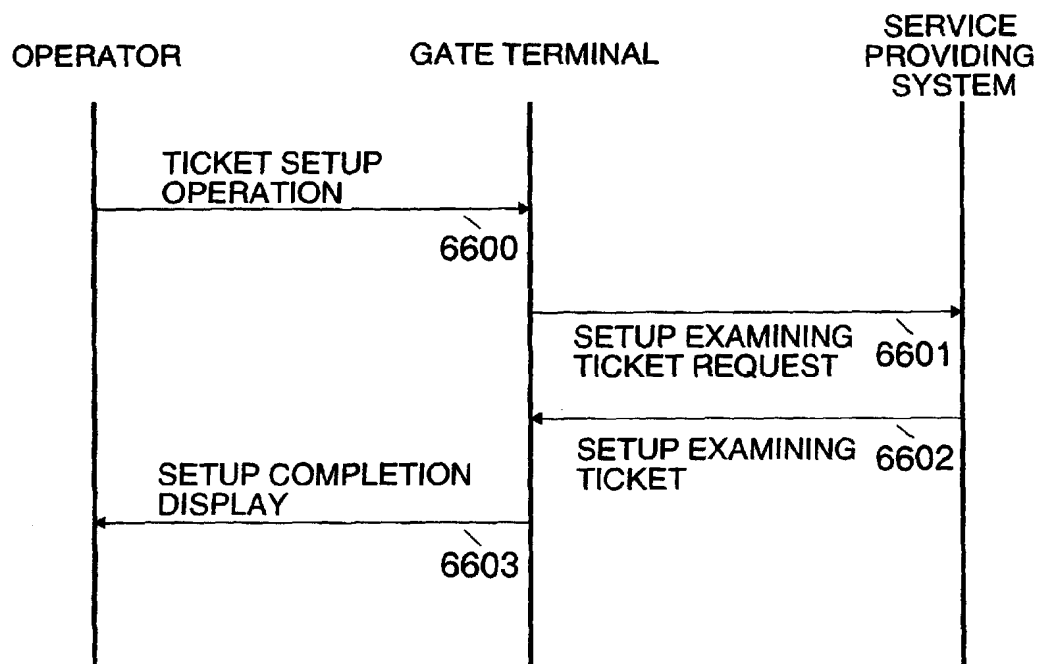 OPERATOR
GATE TERMINAL
SERVICE
PROVIDING
SYSTEM
TICKET SETUP
OPERATION
6600
SETUP EXAMINING
TICKET REQUEST
6601
SETUP EXAMINING
TICKET
6602
SETUP COMPLETION
DISPLAY
6603